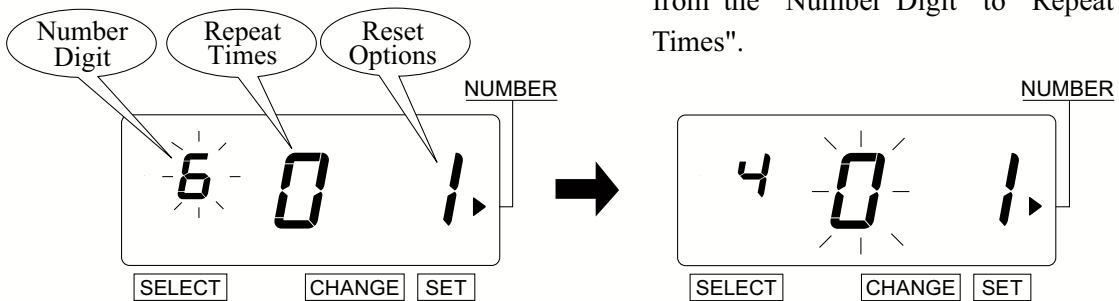 from the "Number Digit" to "Repeat
Times".
Number
Digit
Repeat
Times
Reset
Options
NUMBER
6 0 1
SELECT CHANGE SET
NUMBER
4 0 1
SELECT CHANGE SET